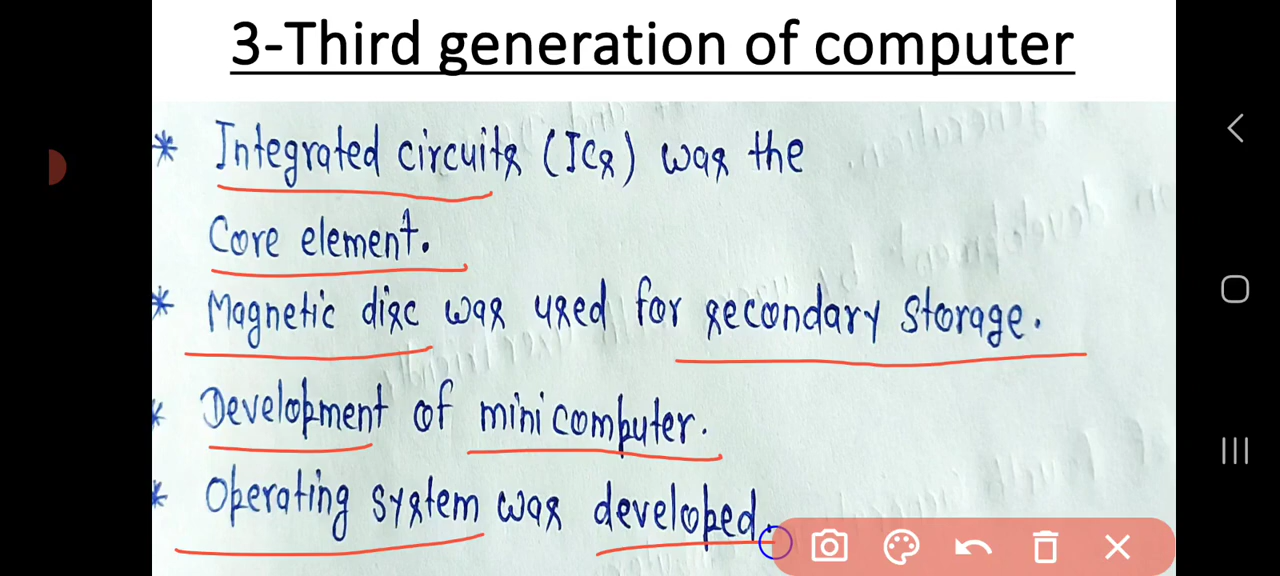 3-Third generation of computer
* Integrated circuits (ICs) was the
Core element.
* Magnetic disc was used for secondary storage.
* Development of mini computer.
* Operating system was developed.